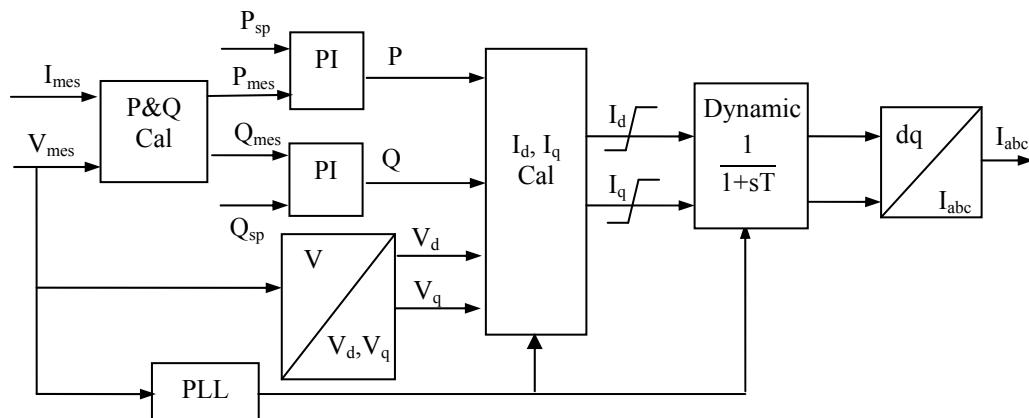 P_sp
PI
P
I_mes
P_mes
P&Q
Cal
Dynamic
1
1+sT
I_d
dq
I_abc
V_mes
Q_mes
I_d, I_q
Cal
PI
Q
I_q
I_abc
Q_sp
V
V_d
V_q
V_d,V_q
PLL